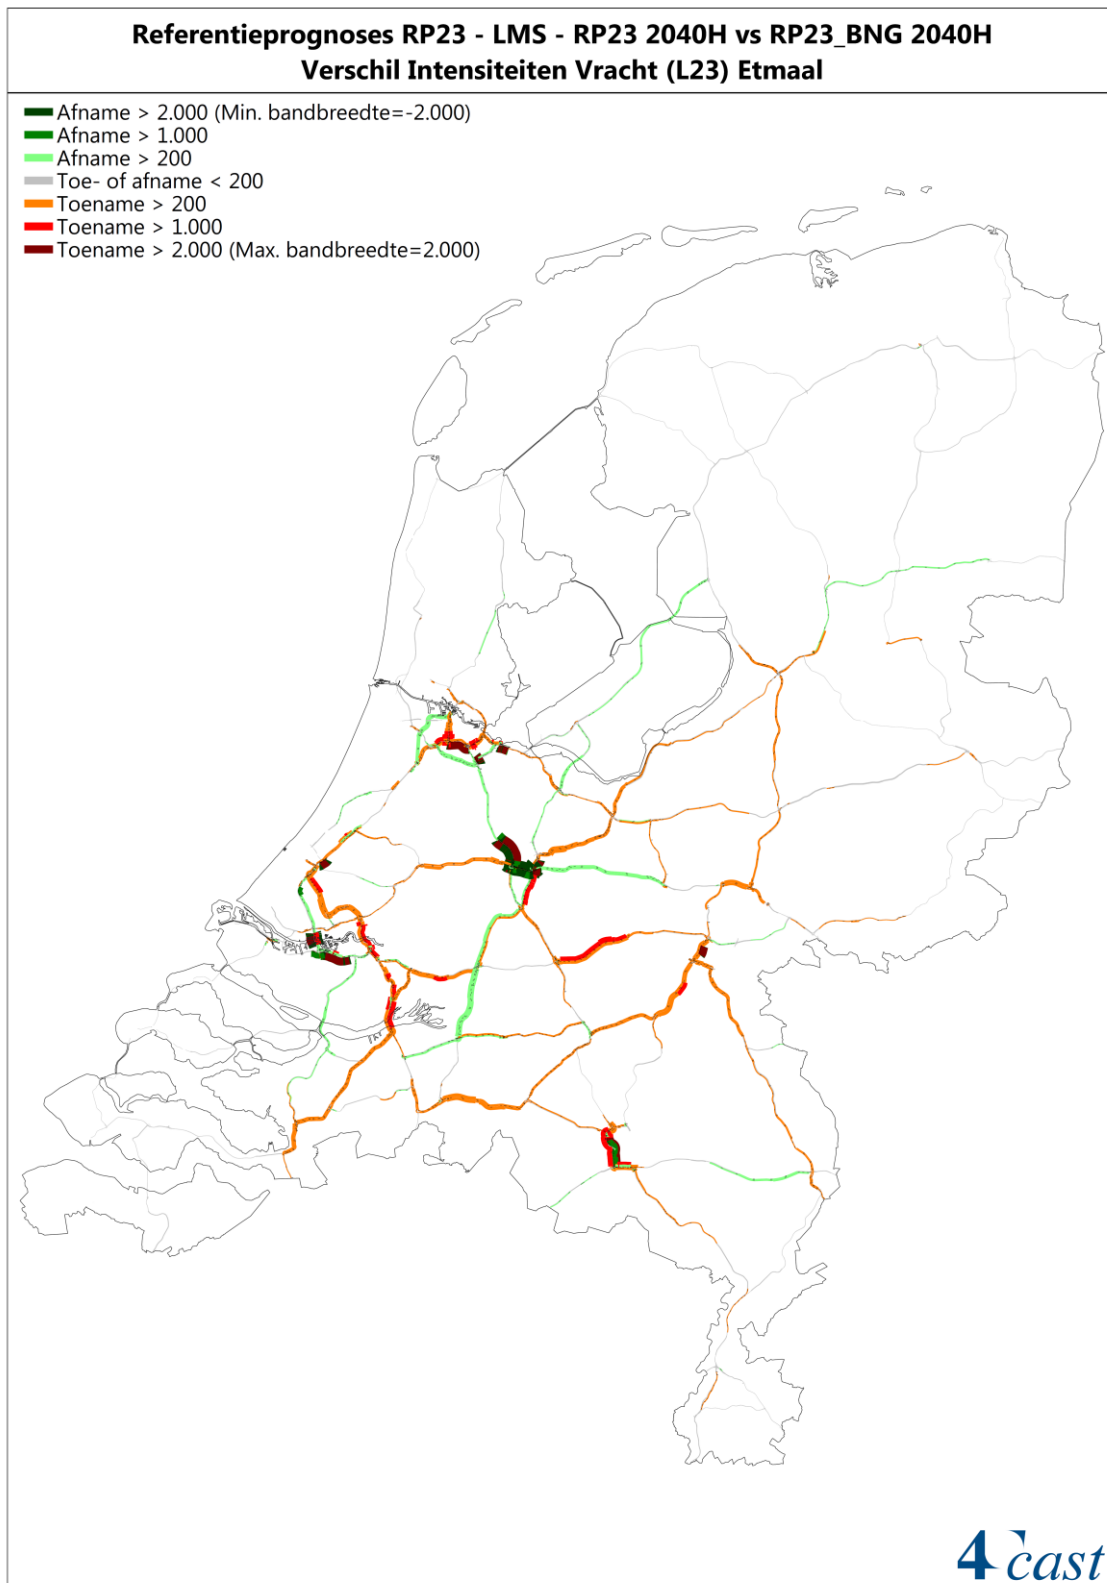 Referentieprognoses RP23 - LMS - RP23 2040H vs RP23_BNG 2040H
Verschil Intensiteiten Vracht (L23) Etmaal
Afname > 2.000 (Min. bandbreedte=-2.000)
Afname > 1.000
Afname > 200
Toe- of afname < 200
Toename > 200
Toename > 1.000
Toename > 2.000 (Max. bandbreedte=2.000)
4cast